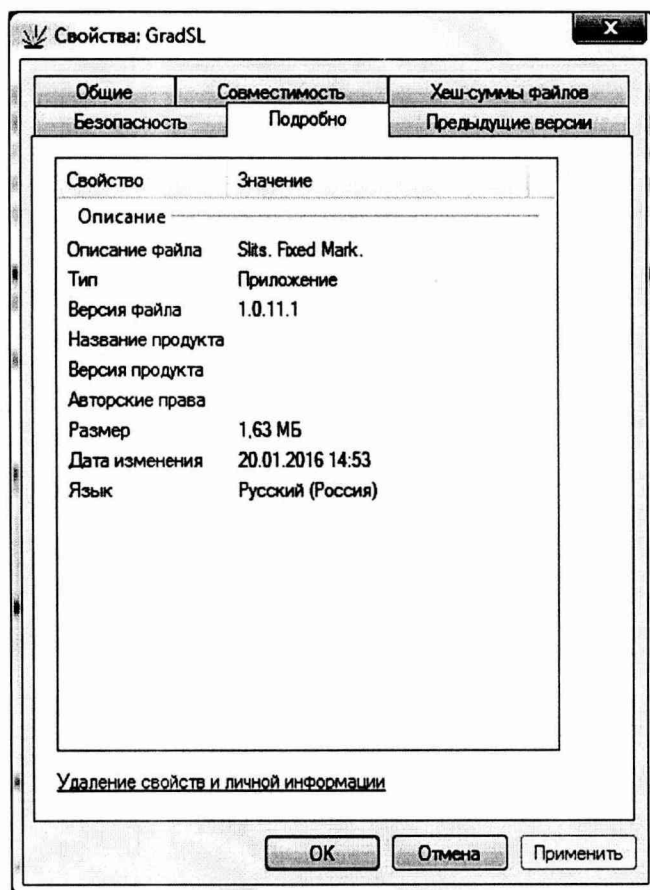 Свойства: GradSL
x
Общие Совместимость Хеш-суммы файлов
Безопасность Подробно Предыдущие версии
Свойство Значение
Описание
Описание файла Slits. Fixed Mark.
Тип Приложение
Версия файла 1.0.11.1
Название продукта
Версия продукта
Авторские права
Размер 1,63 МБ
Дата изменения 20.01.2016 14:53
Язык Русский (Россия)
Удаление свойств и личной информации
OK Отмена Применить